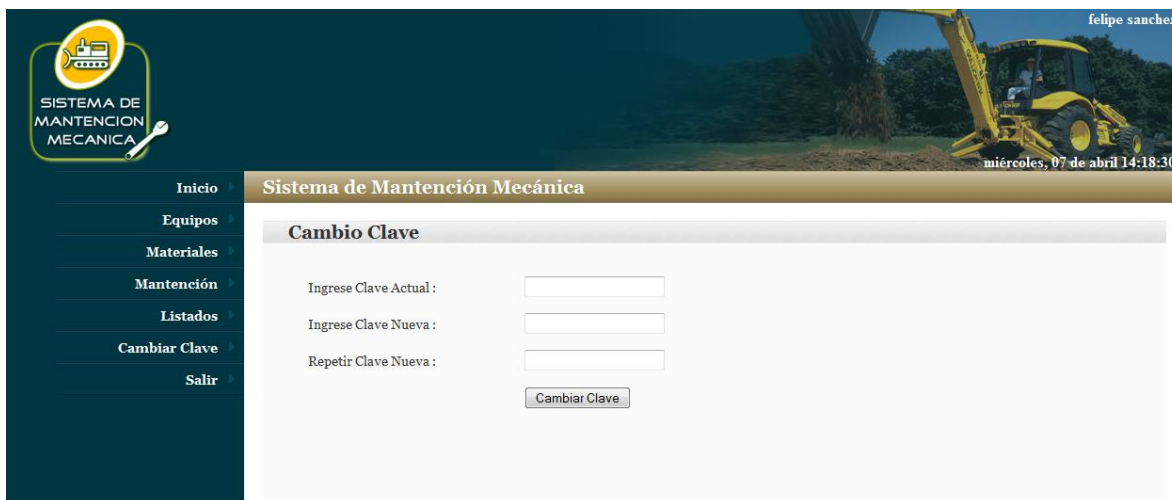 felipe sanchez
SISTEMA DE
MANTENCION
MECANICA
miércoles, 07 de abril 14:18:30
Inicio
Equipos
Materiales
Mantención
Listados
Cambiar Clave
Salir
Sistema de Mantención Mecánica
Cambio Clave
Ingrese Clave Actual :
Ingrese Clave Nueva :
Repetir Clave Nueva :
Cambiar Clave